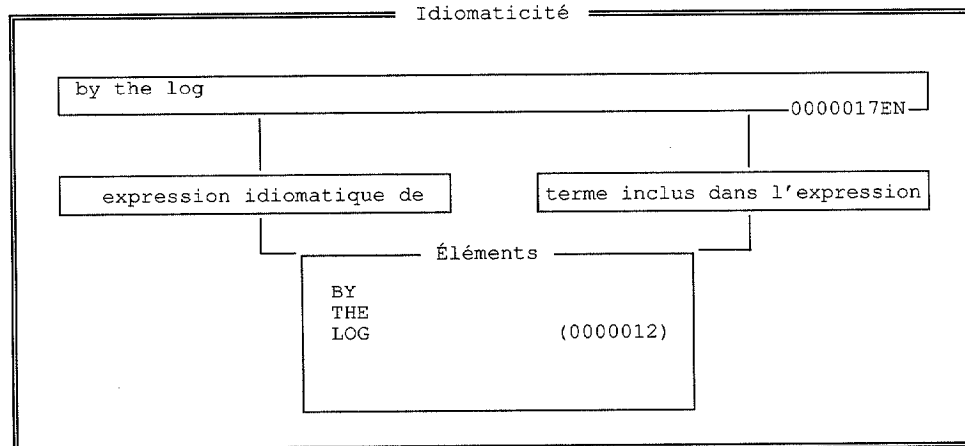 Idiomaticité
by the log
0000017EN
expression idiomatique de
terme inclus dans l'expression
Éléments
BY
THE
LOG (0000012)